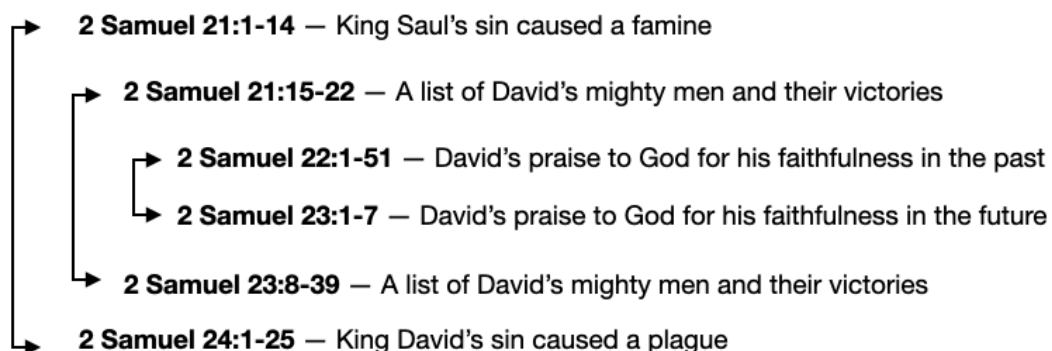 2 Samuel 21:1-14 — King Saul’s sin caused a famine
2 Samuel 21:15-22 — A list of David’s mighty men and their victories
2 Samuel 22:1-51 — David’s praise to God for his faithfulness in the past
2 Samuel 23:1-7 — David’s praise to God for his faithfulness in the future
2 Samuel 23:8-39 — A list of David’s mighty men and their victories
2 Samuel 24:1-25 — King David’s sin caused a plague